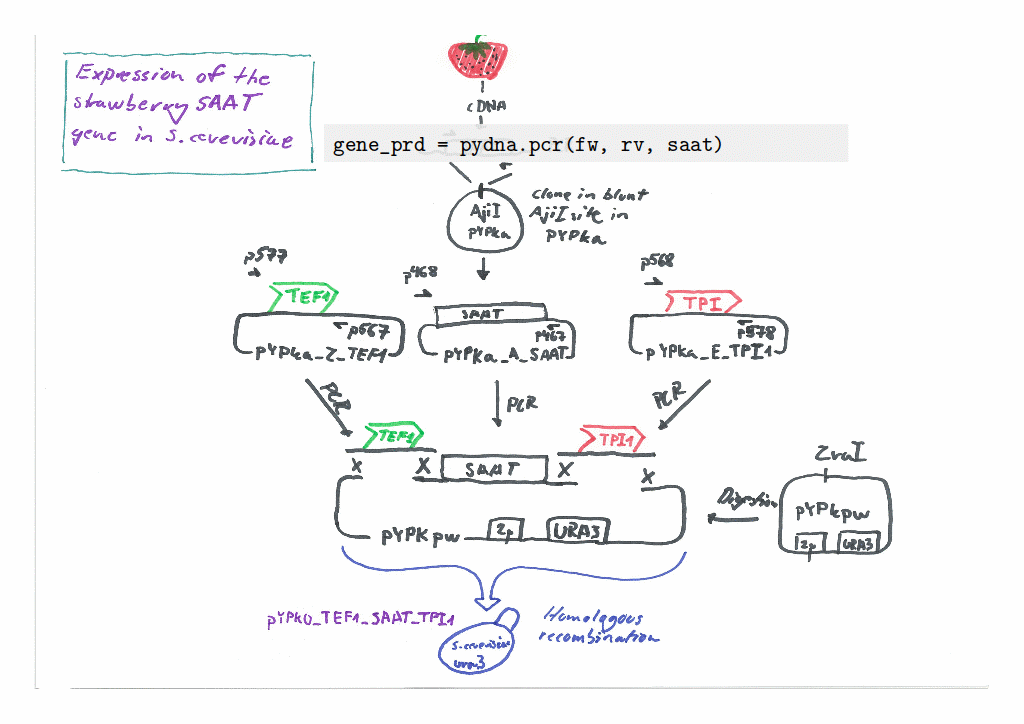 Expression of the
strawberry SAAT
gene in S. cerevisiae
cDNA
gene_prd = pydna.pcr(fw, rv, saat)
AjiI
pYPKa
Clone in blunt
AjiI site in
pYPKa
p577
TEF1
p567
pYPKa_Z_TEF1
p468
SAAT
p467
pYPKa_A_SAAT
p568
TPI
p578
pYPKa_E_TPI1
PCR
PCR
PCR
TEF1
TPI1
X
X
SAAT
X
X
pYPKpw
2µ
URA3
Digestion
ZraI
pYPKpw
2µ
URA3
pYPK0_TEF1_SAAT_TPI1
Homologous
recombination
S. cerevisiae
ura3